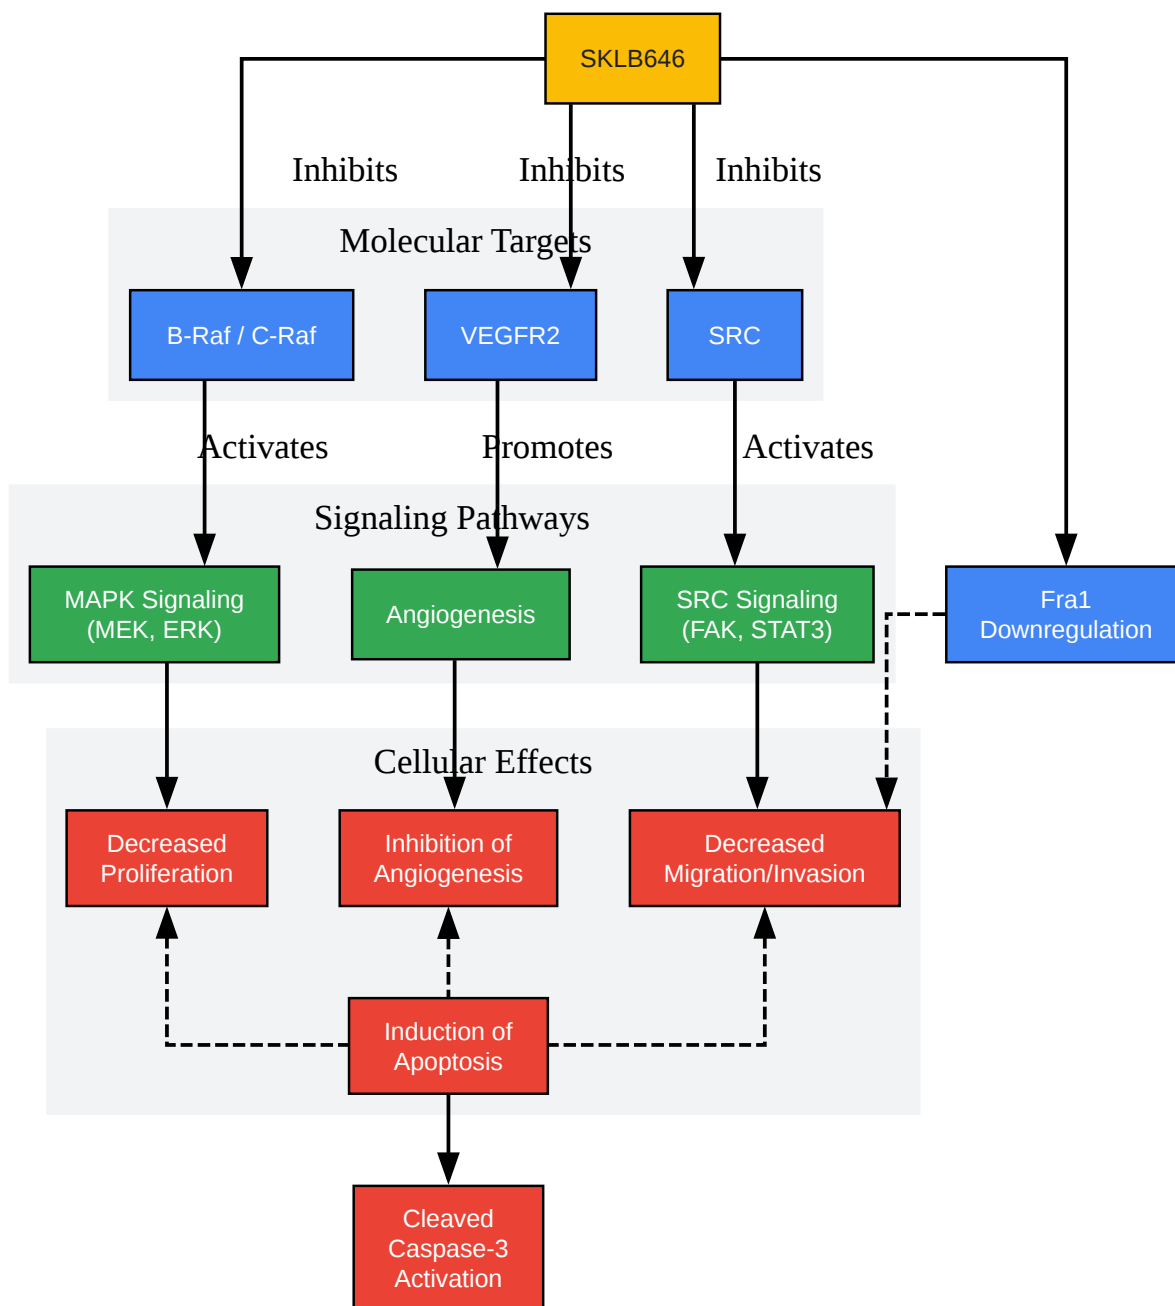 SKLB646
Inhibits
Inhibits
Inhibits
Molecular Targets
B-Raf / C-Raf
VEGFR2
SRC
Activates
Promotes
Activates
Signaling Pathways
MAPK Signaling
(MEK, ERK)
Angiogenesis
SRC Signaling
(FAK, STAT3)
Fra1
Downregulation
Cellular Effects
Decreased
Proliferation
Inhibition of
Angiogenesis
Decreased
Migration/Invasion
Induction of
Apoptosis
Cleaved
Caspase-3
Activation